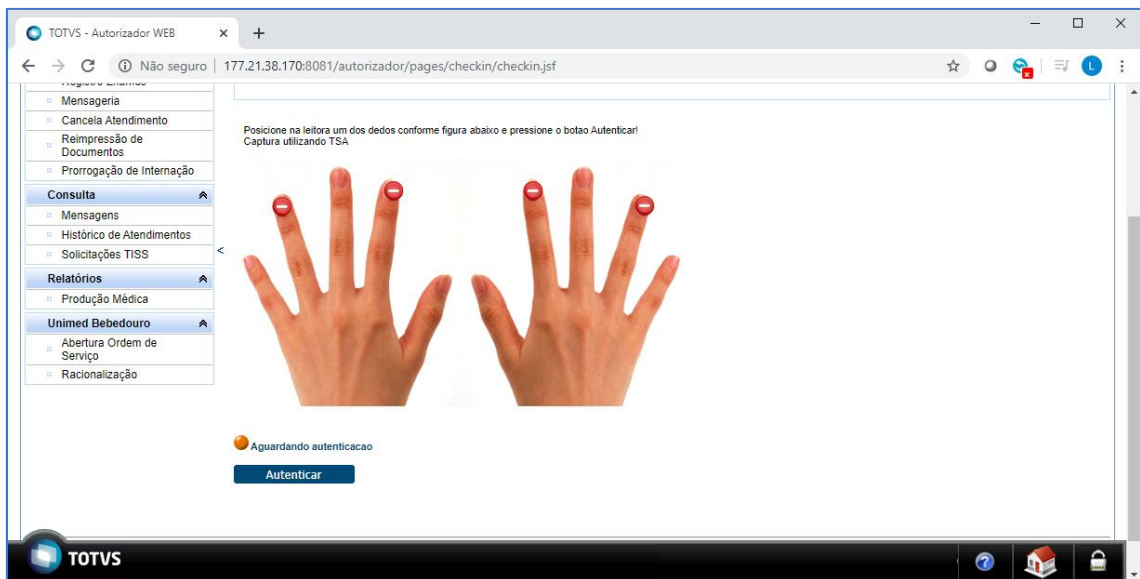 TOTVS - Autorizador WEB
Não seguro | 177.21.38.170:8081/autorizador/pages/checkin/checkin.jsf
L
Registro Exames
Mensageria
Cancela Atendimento
Reimpressão de
Documentos
Prorrogação de Internação
Consulta
Mensagens
Histórico de Atendimentos
Solicitações TISS
Relatórios
Produção Médica
Unimed Bebedouro
Abertura Ordem de
Serviço
Racionalização
<
Posicione na leitora um dos dedos conforme figura abaixo e pressione o botao Autenticar!
Captura utilizando TSA
Aguardando autenticacao
Autenticar
TOTVS
?